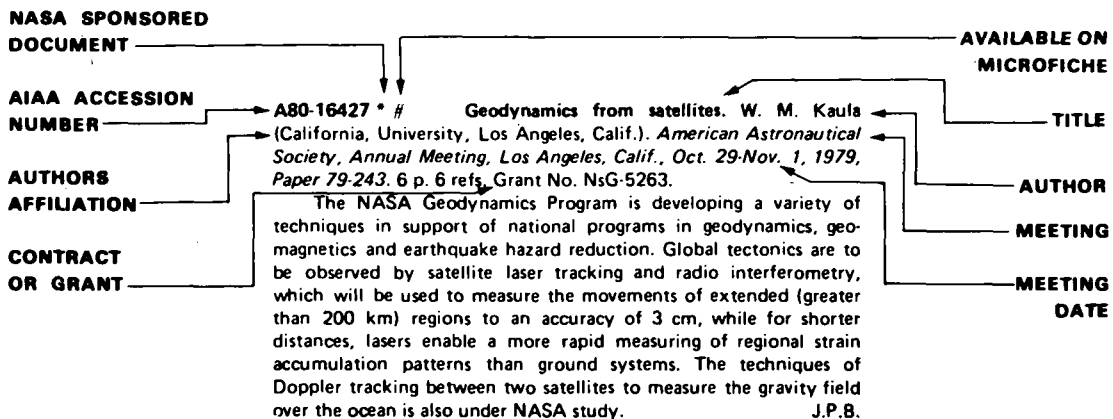 NASA SPONSORED
DOCUMENT
AVAILABLE ON
MICROFICHE
AIAA ACCESSION
NUMBER
TITLE
AUTHORS
AFFILIATION
AUTHOR
MEETING
CONTRACT
OR GRANT
MEETING
DATE
A80-16427 * # Geodynamics from satellites. W. M. Kaula
(California, University, Los Angeles, Calif.). American Astronautical
Society, Annual Meeting, Los Angeles, Calif., Oct. 29-Nov. 1, 1979,
Paper 79-243. 6 p. 6 refs. Grant No. NsG-5263.
The NASA Geodynamics Program is developing a variety of
techniques in support of national programs in geodynamics, geo-
magnetics and earthquake hazard reduction. Global tectonics are to
be observed by satellite laser tracking and radio interferometry,
which will be used to measure the movements of extended (greater
than 200 km) regions to an accuracy of 3 cm, while for shorter
distances, lasers enable a more rapid measuring of regional strain
accumulation patterns than ground systems. The techniques of
Doppler tracking between two satellites to measure the gravity field
over the ocean is also under NASA study. J.P.B.